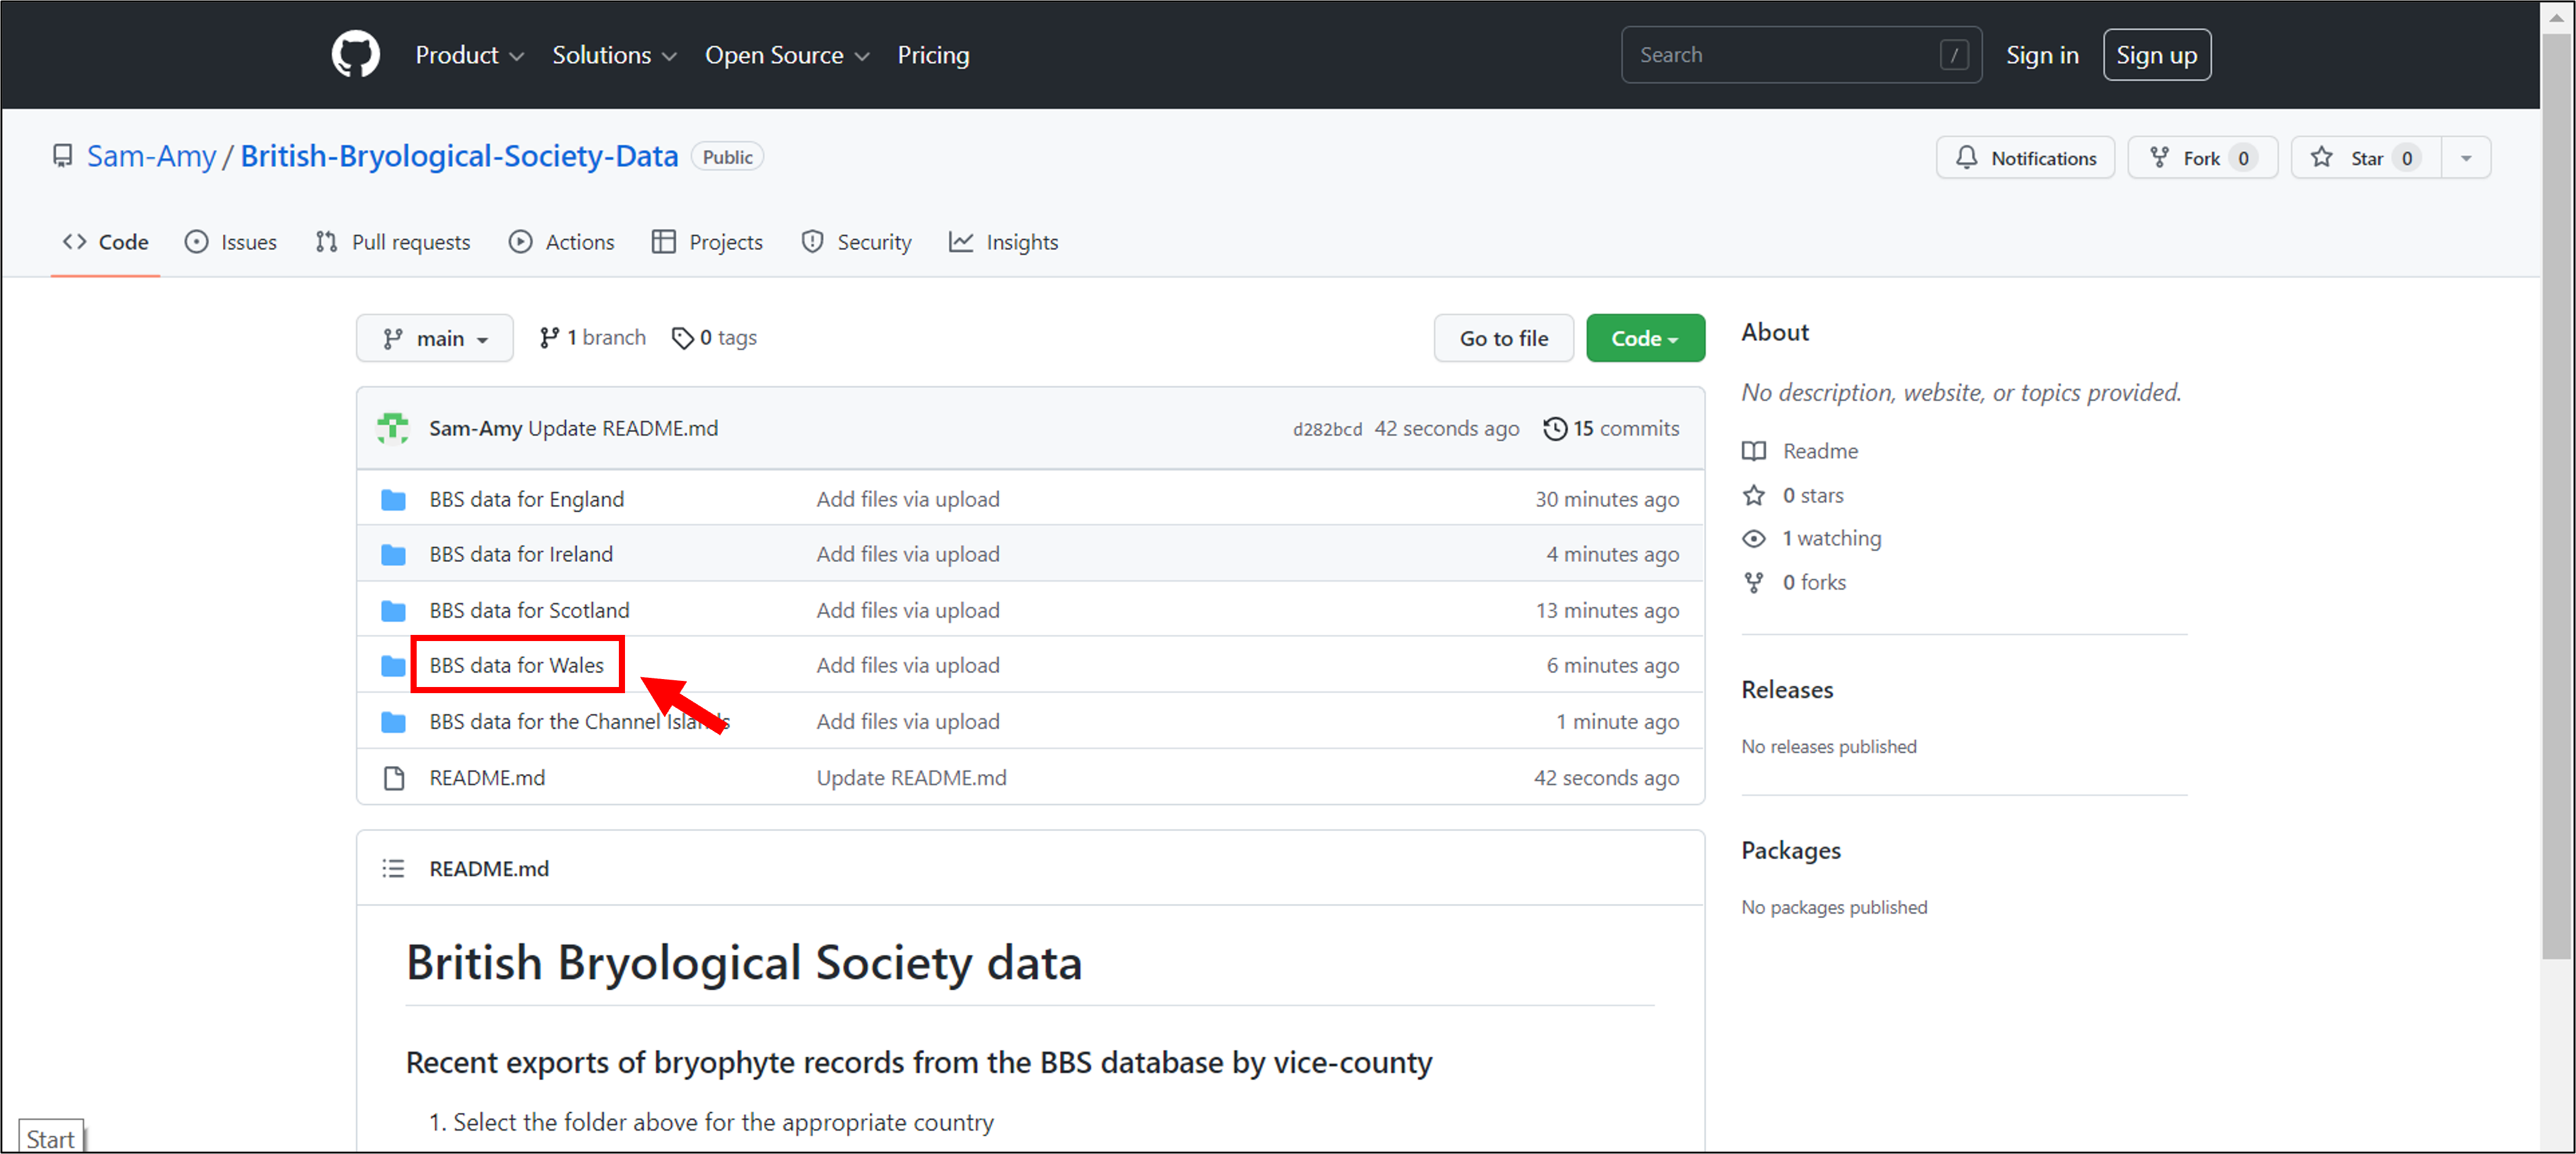 Product Solutions Open Source Pricing Search / Sign in Sign up
Sam-Amy / British-Bryological-Society-Data Public Notifications Fork 0 Star 0
Code Issues Pull requests Actions Projects Security Insights
main 1 branch 0 tags Go to file Code
About
No description, website, or topics provided.
Sam-Amy Update README.md d282bcd 42 seconds ago 15 commits
Readme
BBS data for England Add files via upload 30 minutes ago
0 stars
BBS data for Ireland Add files via upload 4 minutes ago
1 watching
0 forks
BBS data for Scotland Add files via upload 13 minutes ago
BBS data for Wales Add files via upload 6 minutes ago
Releases
BBS data for the Channel Islands Add files via upload 1 minute ago
No releases published
README.md Update README.md 42 seconds ago
Packages
README.md
No packages published
British Bryological Society data
Recent exports of bryophyte records from the BBS database by vice-county
1. Select the folder above for the appropriate country
Start